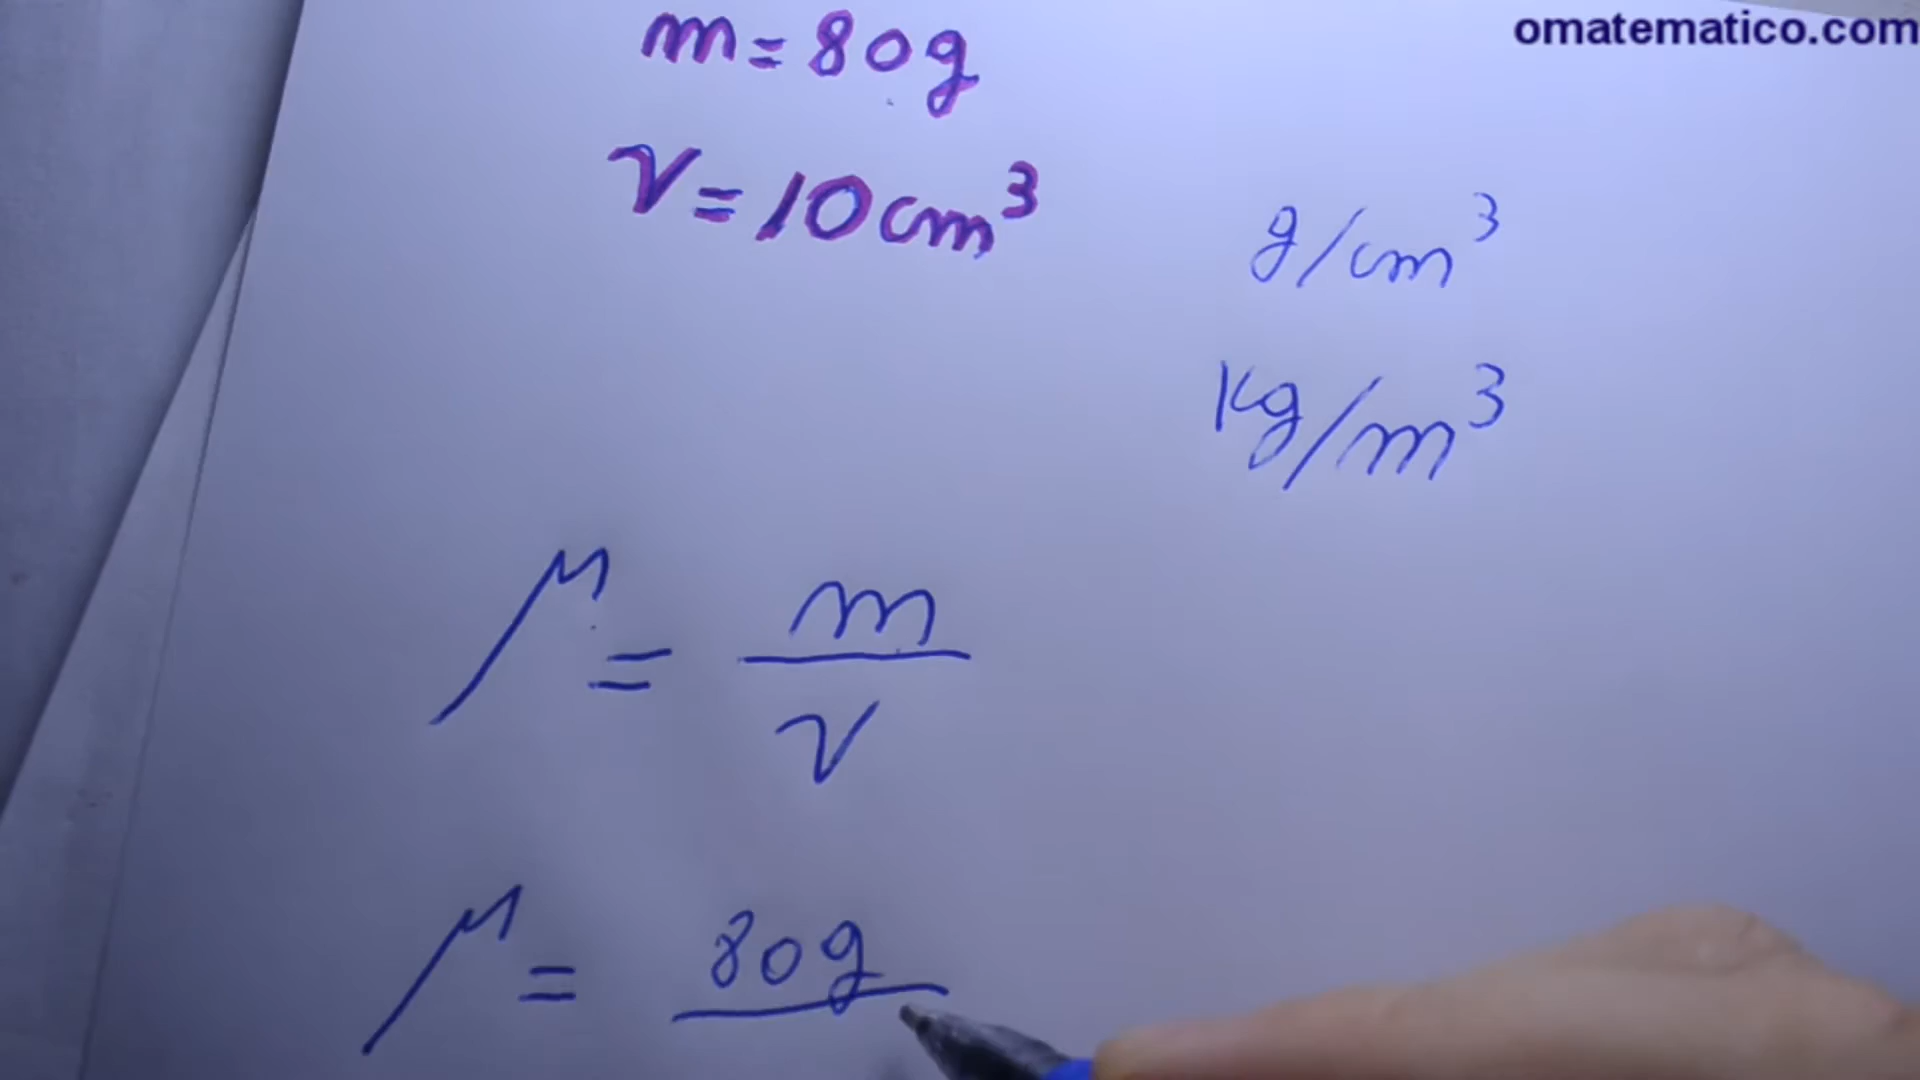 omatematico.com
m = 80g
V = 10cm³
g/cm³
Kg/m³
μ = m/V
μ = 80g